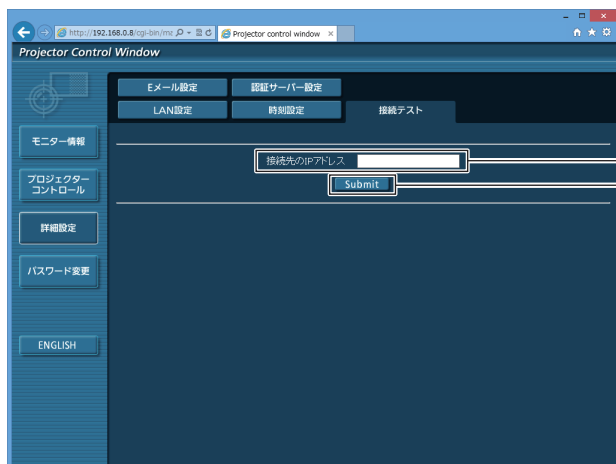 http://192.168.0.8/cgi-bin/ma
Projector control window
Projector Control Window
Eメール設定
認証サーバー設定
LAN設定
時刻設定
接続テスト
モニター情報
プロジェクター
コントロール
詳細設定
パスワード変更
ENGLISH
接続先のIPアドレス
Submit